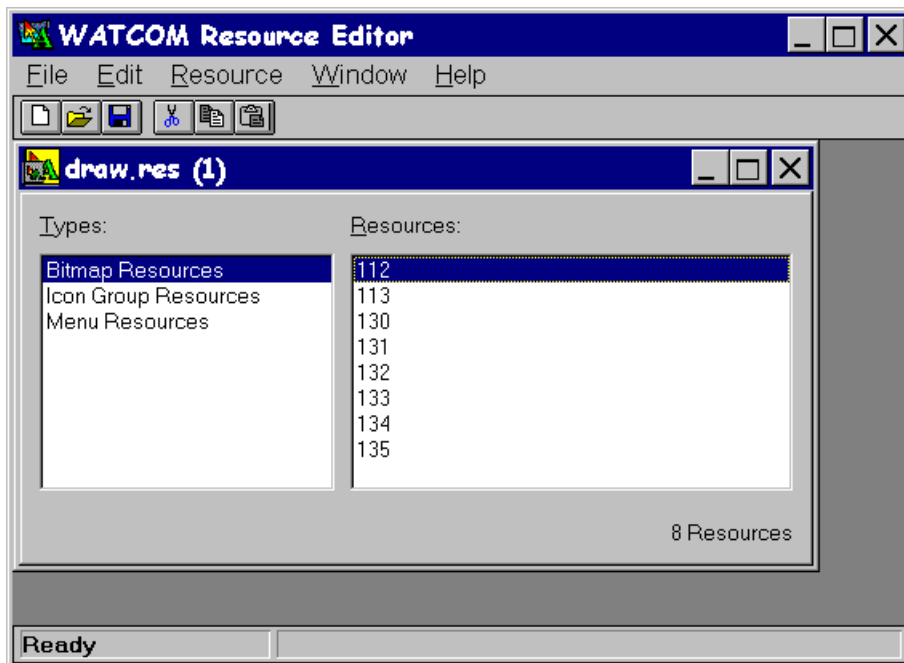 WATCOM Resource Editor
File Edit Resource Window Help
draw.res (1)
Types: Resources:
Bitmap Resources 112
Icon Group Resources 113
Menu Resources 130
131
132
133
134
135
8 Resources
Ready